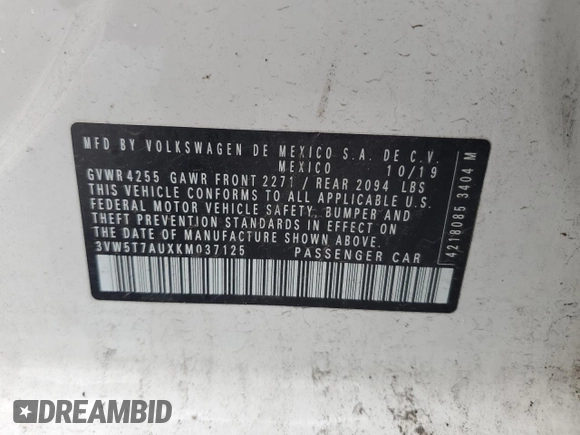 MFD BY VOLKSWAGEN DE MEXICO S.A. DE C.V.
MEXICO 10/19
GVWR 4255 GAWR FRONT 2271 / REAR 2094 LBS
THIS VEHICLE CONFORMS TO ALL APPLICABLE U.S.
FEDERAL MOTOR VEHICLE SAFETY, BUMPER AND
THEFT PREVENTION STANDARDS IN EFFECT ON
THE DATE OF MANUFACTURE SHOWN ABOVE.
3VW5T7AUXKM037125 PASSENGER CAR
4218085 3404 M
DREAMBID